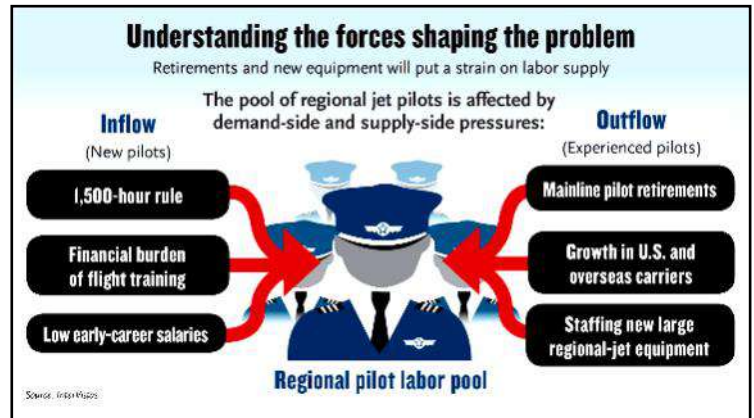 Understanding the forces shaping the problem
Retirements and new equipment will put a strain on labor supply
The pool of regional jet pilots is affected by
demand-side and supply-side pressures:
Inflow
(New pilots)
1,500-hour rule
Financial burden
of flight training
Low early-career salaries
Outflow
(Experienced pilots)
Mainline pilot retirements
Growth in U.S. and
overseas carriers
Staffing new large
regional-jet equipment
Regional pilot labor pool
Source: InterVistas